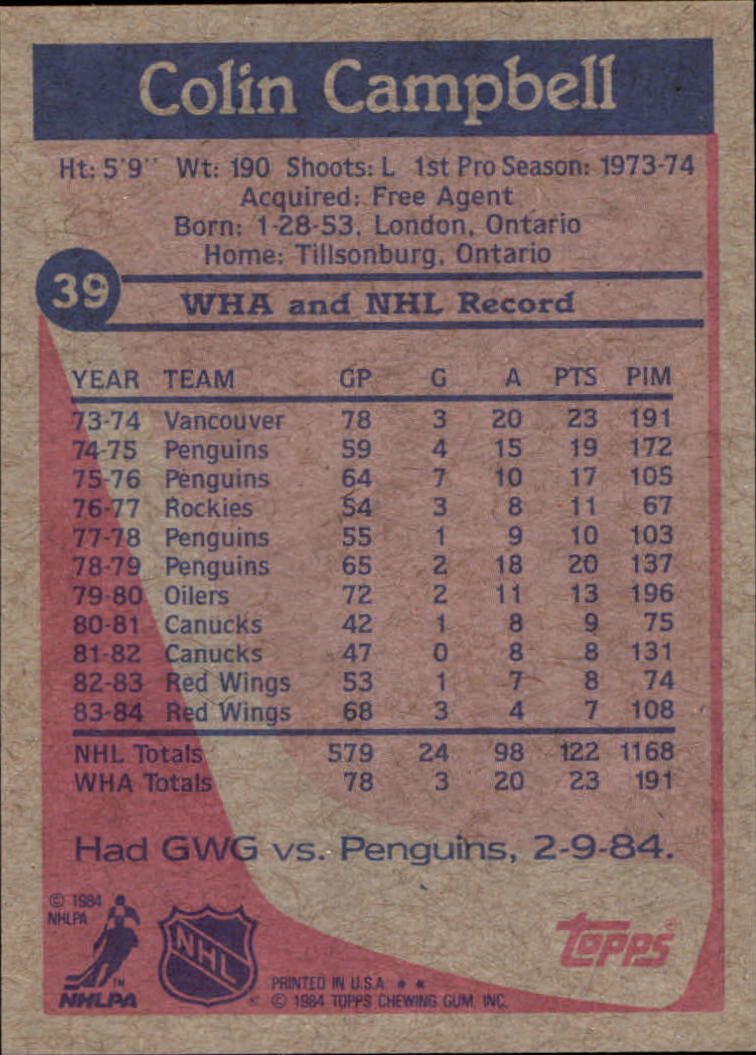 Colin Campbell
Ht: 5'9" Wt: 190 Shoots: L 1st Pro Season: 1973-74
Acquired: Free Agent
Born: 1-28-53, London, Ontario
Home: Tillsonburg, Ontario
39
WHA and NHL Record
YEAR TEAM GP G A PTS PIM
73-74 Vancouver 78 3 20 23 191
74-75 Penguins 59 4 15 19 172
75-76 Penguins 64 7 10 17 105
76-77 Rockies 54 3 8 11 67
77-78 Penguins 55 1 9 10 103
78-79 Penguins 65 2 18 20 137
79-80 Oilers 72 2 11 13 196
80-81 Canucks 42 1 8 9 75
81-82 Canucks 47 0 8 8 131
82-83 Red Wings 53 1 7 8 74
83-84 Red Wings 68 3 4 7 108
NHL Totals 579 24 98 122 1168
WHA Totals 78 3 20 23 191
Had GWG vs. Penguins, 2-9-84.
© 1984
NHLPA
NHLPA
TM
NHL
topps®
PRINTED IN U.S.A. * *
® © 1984 TOPPS CHEWING GUM, INC.